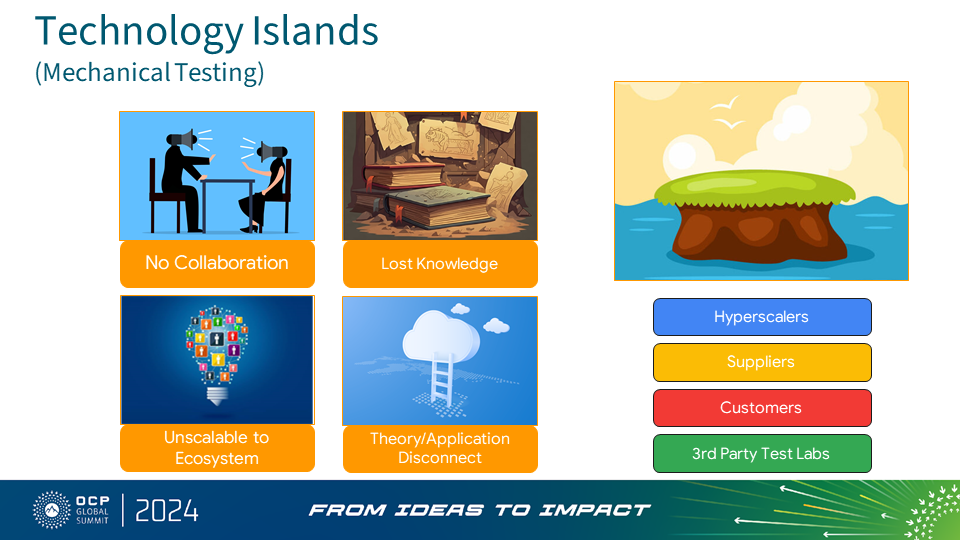 Technology Islands
(Mechanical Testing)
No Collaboration
Lost Knowledge
Unscalable to
Ecosystem
Theory/Application
Disconnect
Hyperscalers
Suppliers
Customers
3rd Party Test Labs
OCP
GLOBAL
SUMMIT
2024
FROM IDEAS TO IMPACT